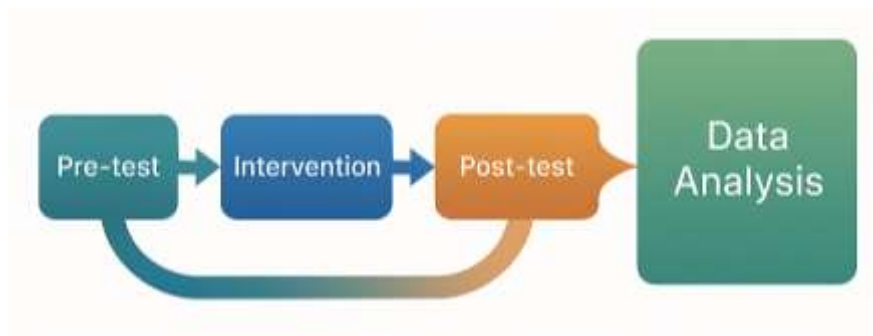 Pre-test
Intervention
Post-test
Data
Analysis